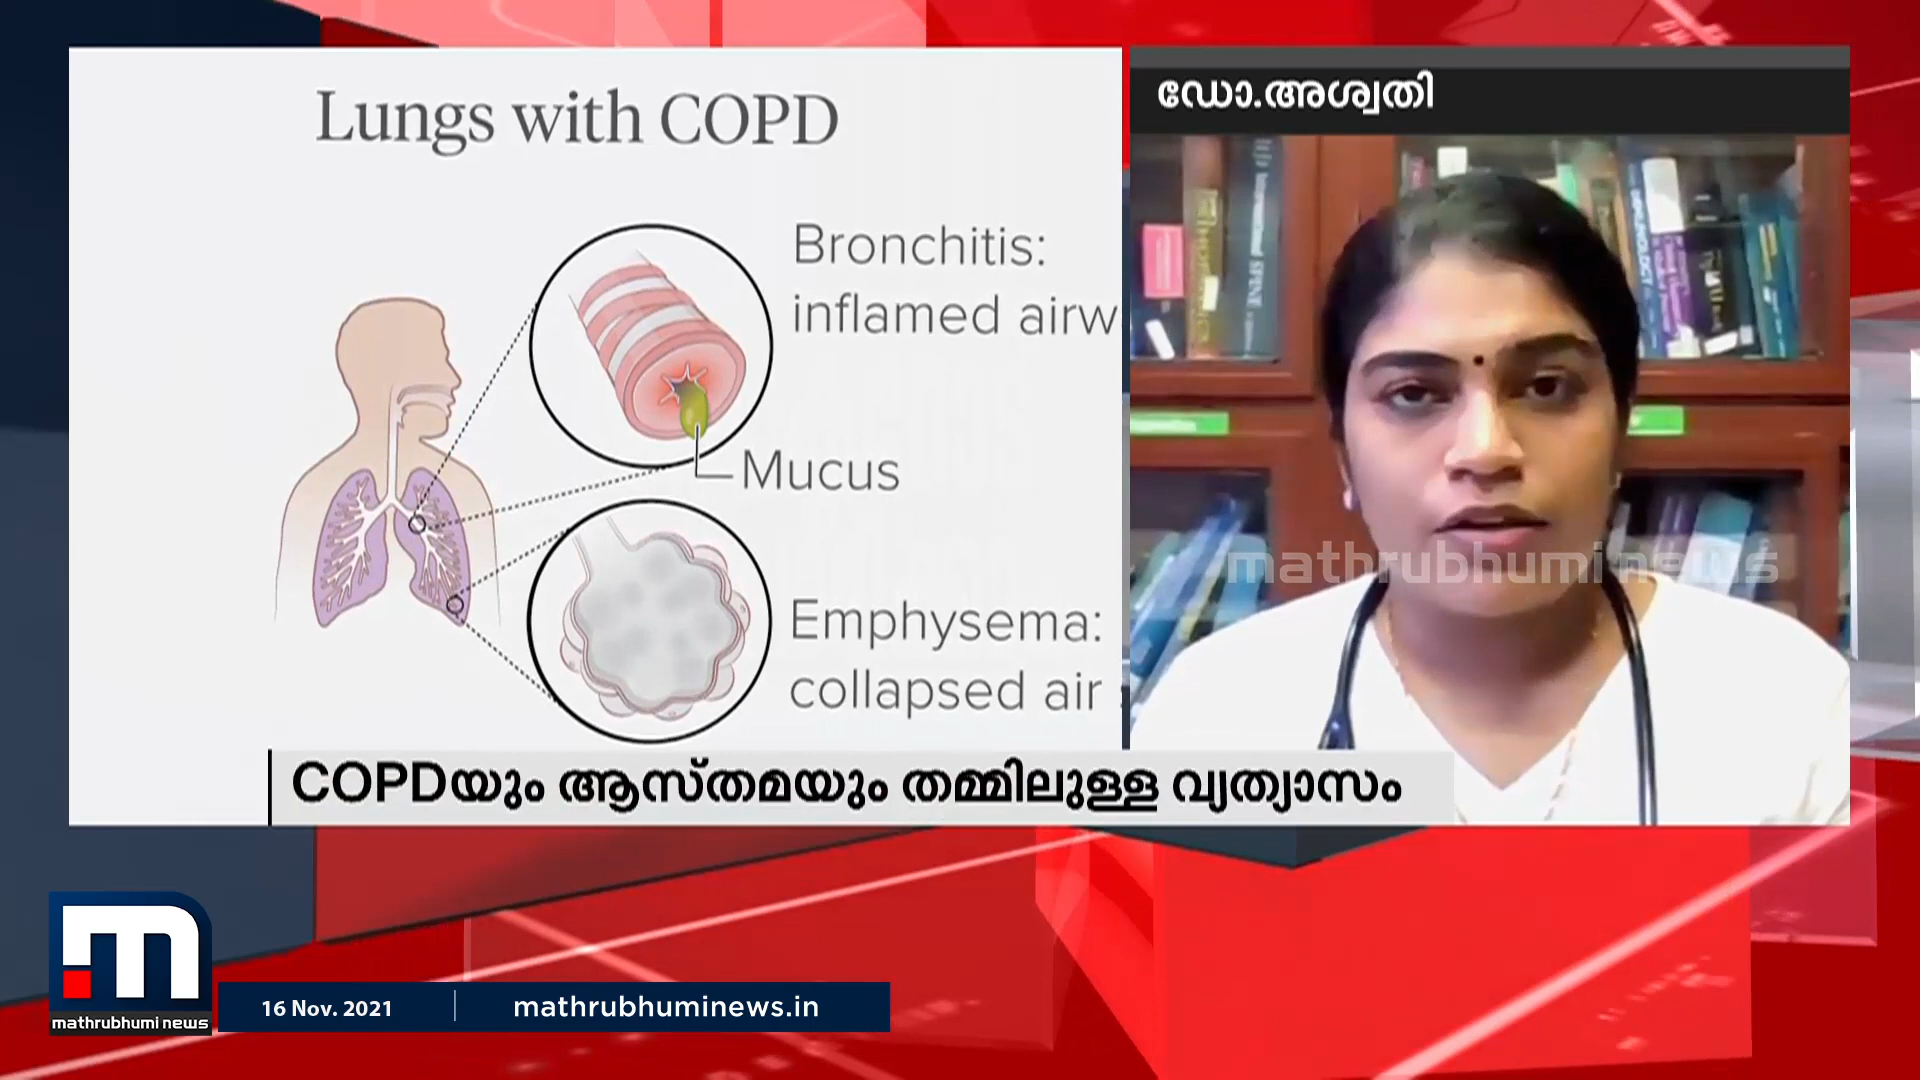 Lungs with COPD
Bronchitis:
inflamed airw
Mucus
Emphysema:
collapsed air
ഡോ.അശ്വതി
mathrubhumi news
COPDയും ആസ്തമയും തമ്മിലുള്ള വ്യത്യാസം
mathrubhumi news
16 Nov. 2021
mathrubhuminews.in